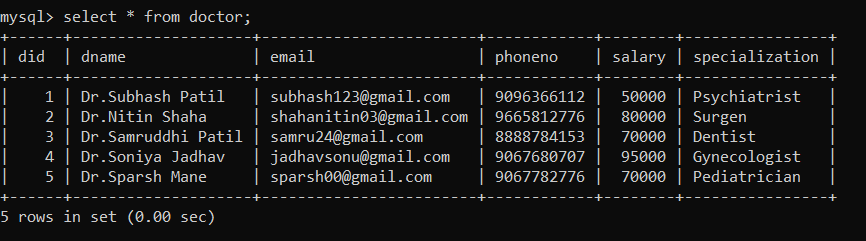 mysql> select * from doctor;
+------+--------------------+------------------------+------------+--------+----------------+
| did  | dname              | email                  | phoneno    | salary | specialization |
+------+--------------------+------------------------+------------+--------+----------------+
|    1 | Dr.Subhash Patil   | subhash123@gmail.com   | 9096366112 |  50000 | Psychiatrist   |
|    2 | Dr.Nitin Shaha     | shahanitin03@gmail.com | 9665812776 |  80000 | Surgen         |
|    3 | Dr.Samruddhi Patil | samru24@gmail.com      | 8888784153 |  70000 | Dentist        |
|    4 | Dr.Soniya Jadhav   | jadhavsonu@gmail.com   | 9067680707 |  95000 | Gynecologist   |
|    5 | Dr.Sparsh Mane     | sparsh00@gmail.com     | 9067782776 |  70000 | Pediatrician   |
+------+--------------------+------------------------+------------+--------+----------------+
5 rows in set (0.00 sec)